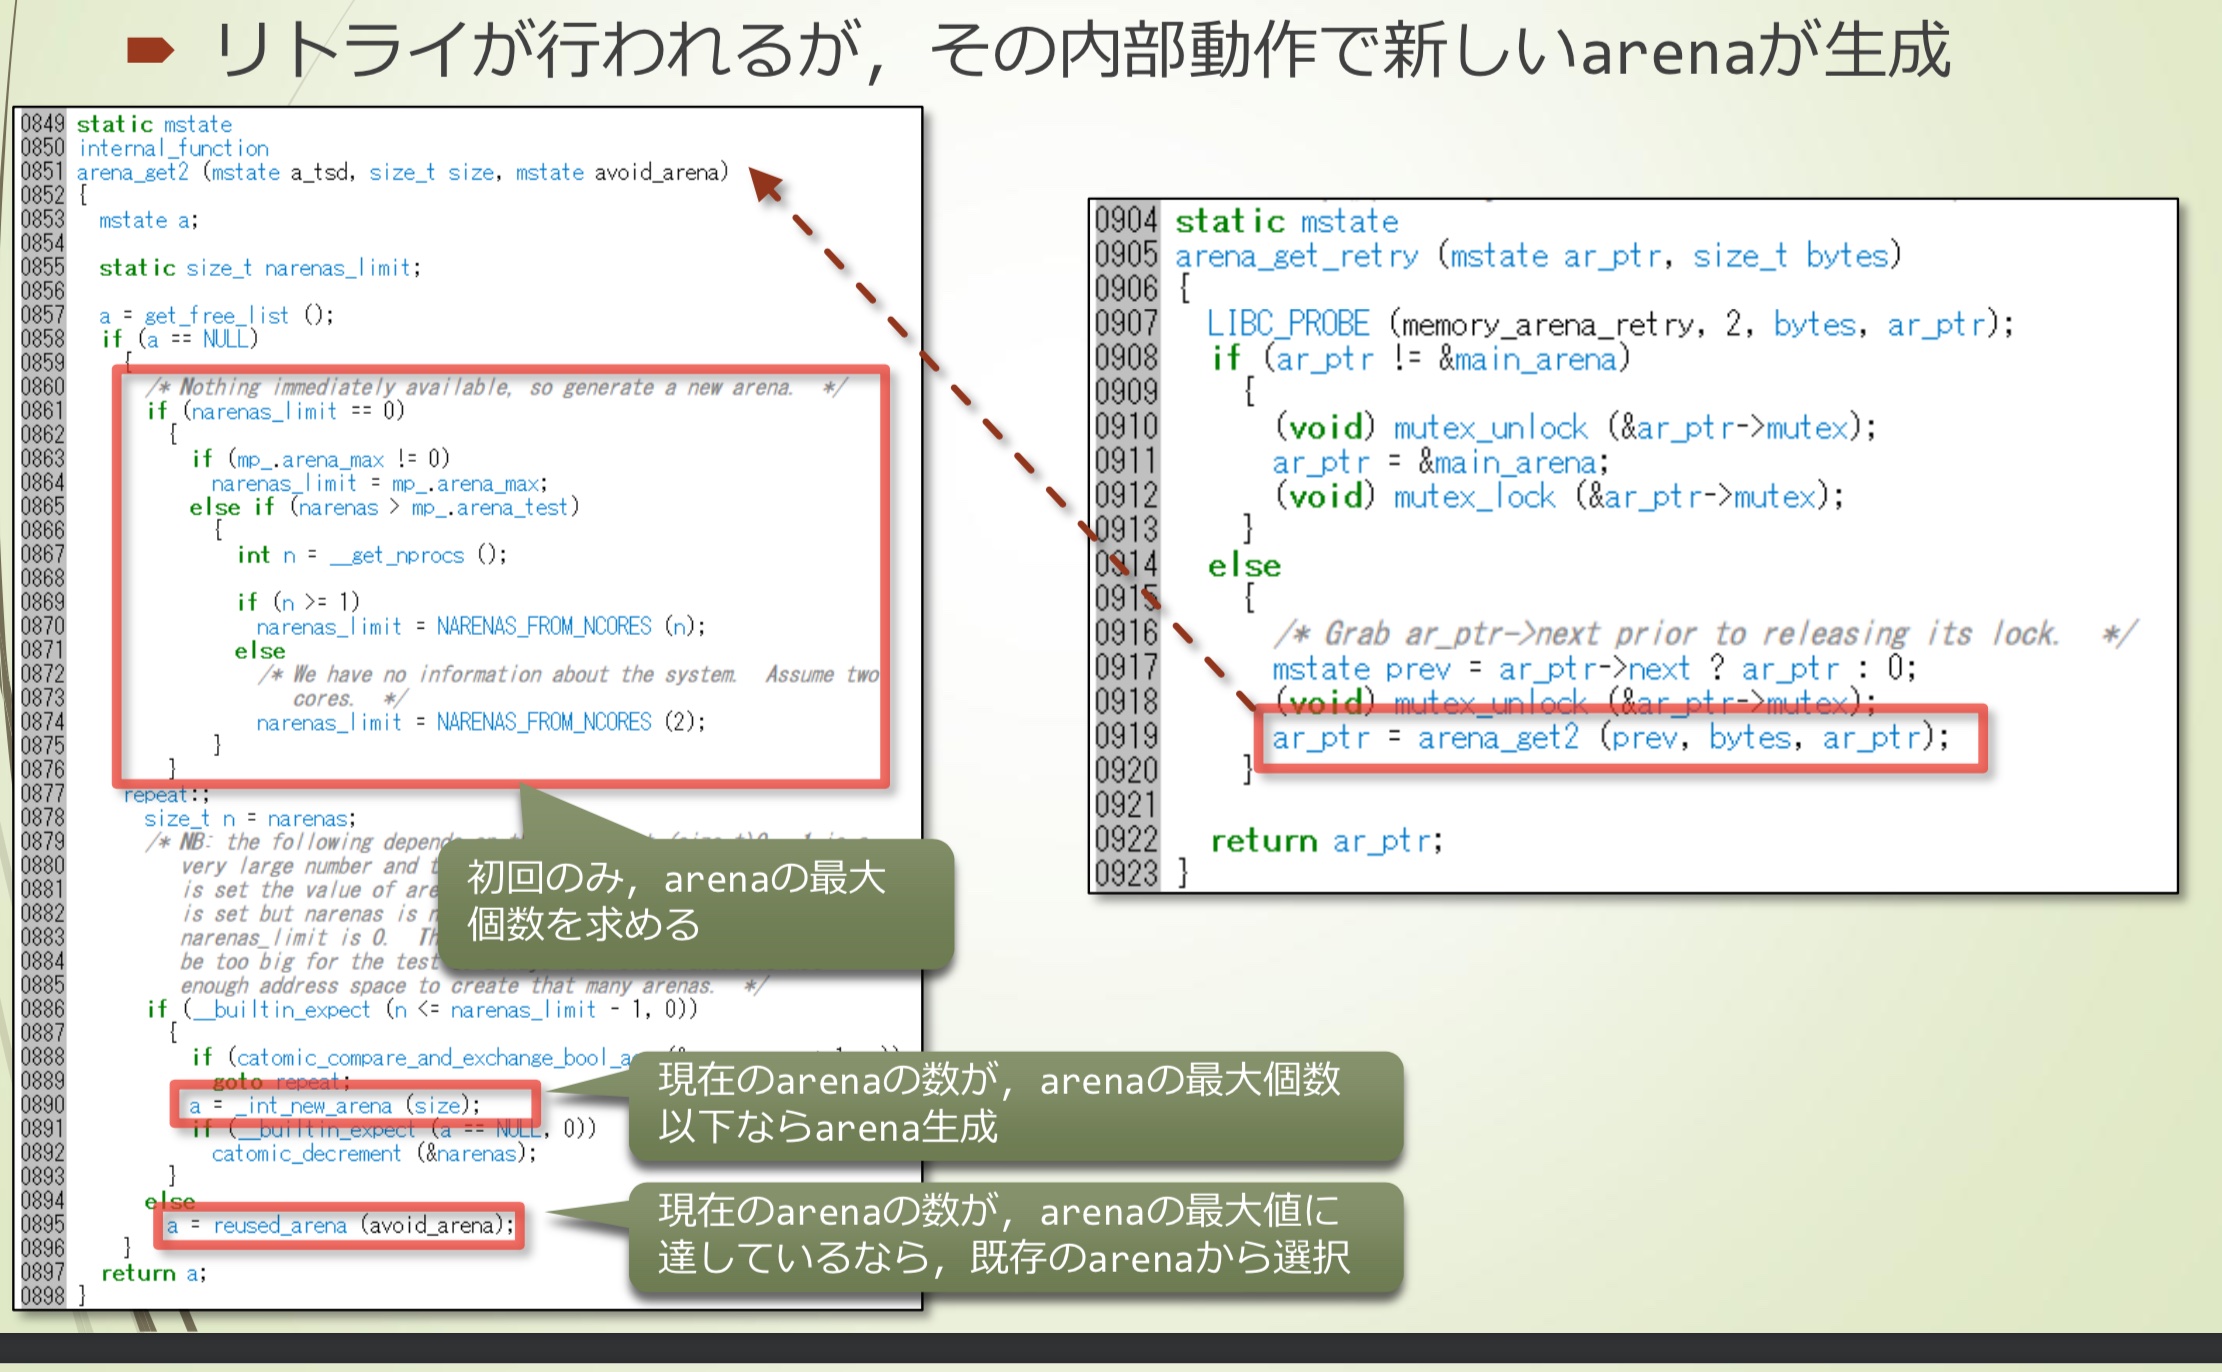 リトライが行われるが，その内部動作で新しいarenaが生成
0849 static mstate
0850 internal_function
0851 arena_get2 (mstate a_tsd, size_t size, mstate avoid_arena)
0852 {
0853 mstate a;
0854
0855 static size_t narenas_limit;
0856
0857 a = get_free_list ();
0858 if (a == NULL)
0859 {
0860 /* Nothing immediately available, so generate a new arena. */
0861 if (narenas_limit == 0)
0862 {
0863 if (mp_.arena_max != 0)
0864 narenas_limit = mp_.arena_max;
0865 else if (narenas > mp_.arena_test)
0866 {
0867 int n = __get_nprocs ();
0868
0869 if (n >= 1)
0870 narenas_limit = NARENAS_FROM_NCORES (n);
0871 else
0872 /* We have no information about the system. Assume two
0873 cores. */
0874 narenas_limit = NARENAS_FROM_NCORES (2);
0875 }
0876 }
0877 repeat:;
0878 size_t n = narenas;
0879 /* NB: the following depends
0880 very large number and
0881 is set the value of
0882 is set but narenas is
0883 narenas_limit is 0.
0884 be too big for the test
0885 enough address space to create that many arenas. */
0886 if (__builtin_expect (n <= narenas_limit - 1, 0))
0887 {
0888 if (catomic_compare_and_exchange_bool_
0889 goto repeat;
0890 a = _int_new_arena (size);
0891 if (__builtin_expect (a == NULL, 0))
0892 catomic_decrement (&narenas);
0893 }
0894 else
0895 a = reused_arena (avoid_arena);
0896 }
0897 return a;
0898 }
初回のみ，arenaの最大
個数を求める
現在のarenaの数が，arenaの最大個数
以下ならarena生成
現在のarenaの数が，arenaの最大値に
達しているなら，既存のarenaから選択
0904 static mstate
0905 arena_get_retry (mstate ar_ptr, size_t bytes)
0906 {
0907 LIBC_PROBE (memory_arena_retry, 2, bytes, ar_ptr);
0908 if (ar_ptr != &main_arena)
0909 {
0910 (void) mutex_unlock (&ar_ptr->mutex);
0911 ar_ptr = &main_arena;
0912 (void) mutex_lock (&ar_ptr->mutex);
0913 }
0914 else
0915 {
0916 /* Grab ar_ptr->next prior to releasing its lock. */
0917 mstate prev = ar_ptr->next ? ar_ptr : 0;
0918 (void) mutex_unlock (&ar_ptr->mutex);
0919 ar_ptr = arena_get2 (prev, bytes, ar_ptr);
0920 }
0921
0922 return ar_ptr;
0923 }